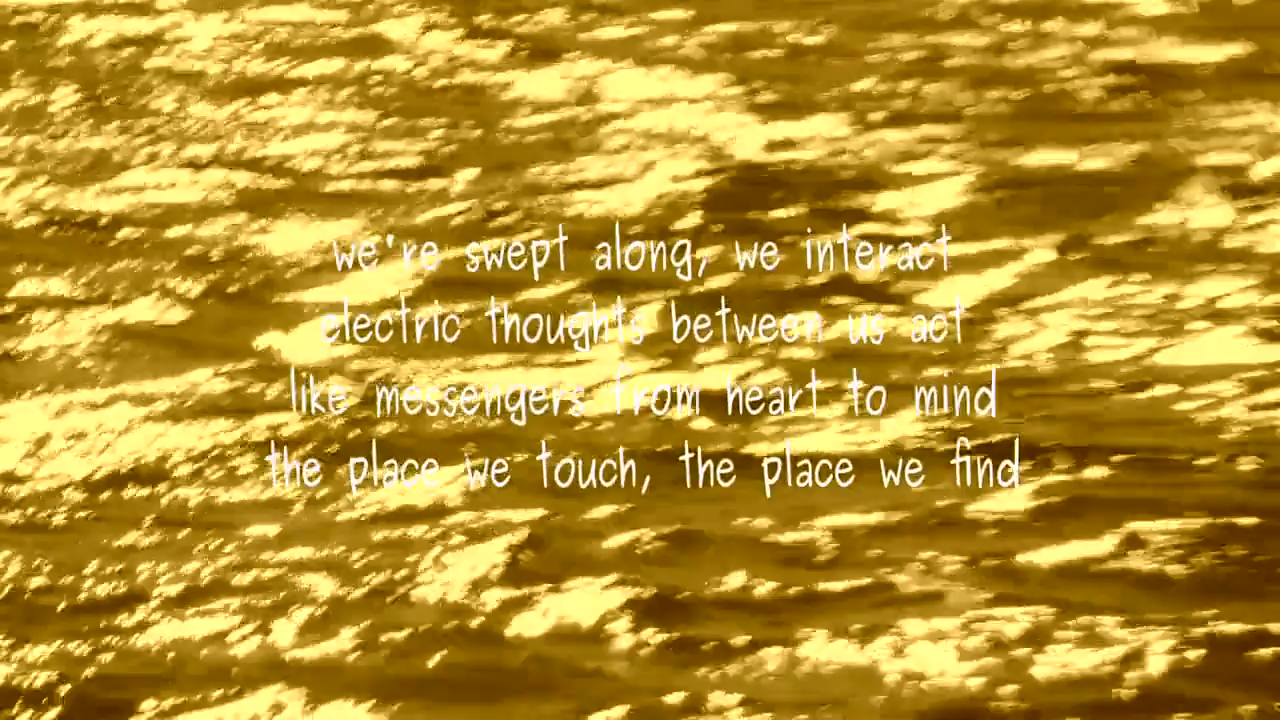 we're swept along, we interact
electric thoughts between us act
like messengers from heart to mind
the place we touch, the place we find